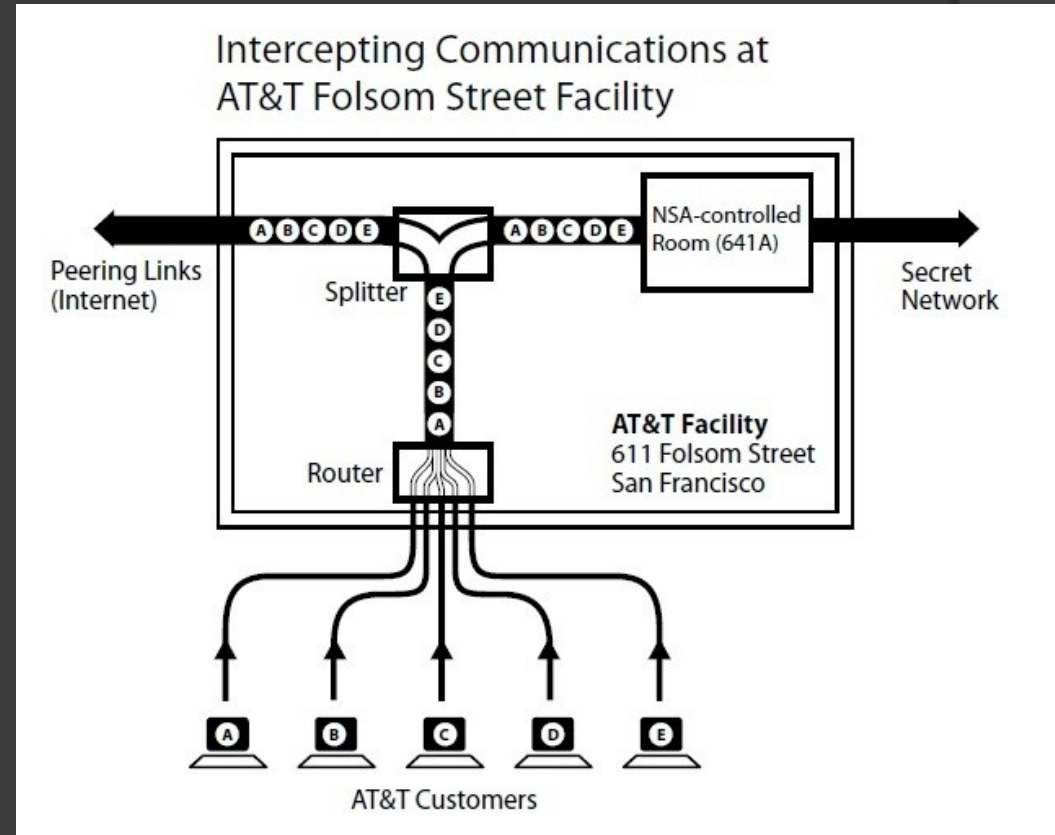 Intercepting Communications at
AT&T Folsom Street Facility
A B C D E
A B C D E
NSA-controlled
Room (641A)
Peering Links
(Internet)
Splitter
Secret
Network
E
D
C
B
A
AT&T Facility
611 Folsom Street
San Francisco
Router
A B C D E
AT&T Customers